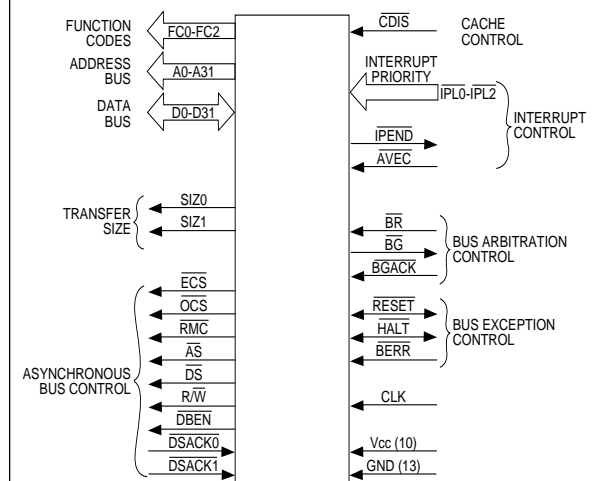 FUNCTION
CODES
FC0-FC2
ADDRESS
BUS
A0-A31
DATA
BUS
D0-D31
TRANSFER
SIZE
SIZ0
SIZ1
ASYNCHRONOUS
BUS CONTROL
ECS
OCS
RMC
AS
DS
R/W
DBEN
DSACK0
DSACK1
CDIS
CACHE
CONTROL
INTERRUPT
PRIORITY
IPL0-IPL2
IPEND
AVEC
INTERRUPT
CONTROL
BR
BG
BGACK
BUS ARBITRATION
CONTROL
RESET
HALT
BERR
BUS EXCEPTION
CONTROL
CLK
Vcc (10)
GND (13)